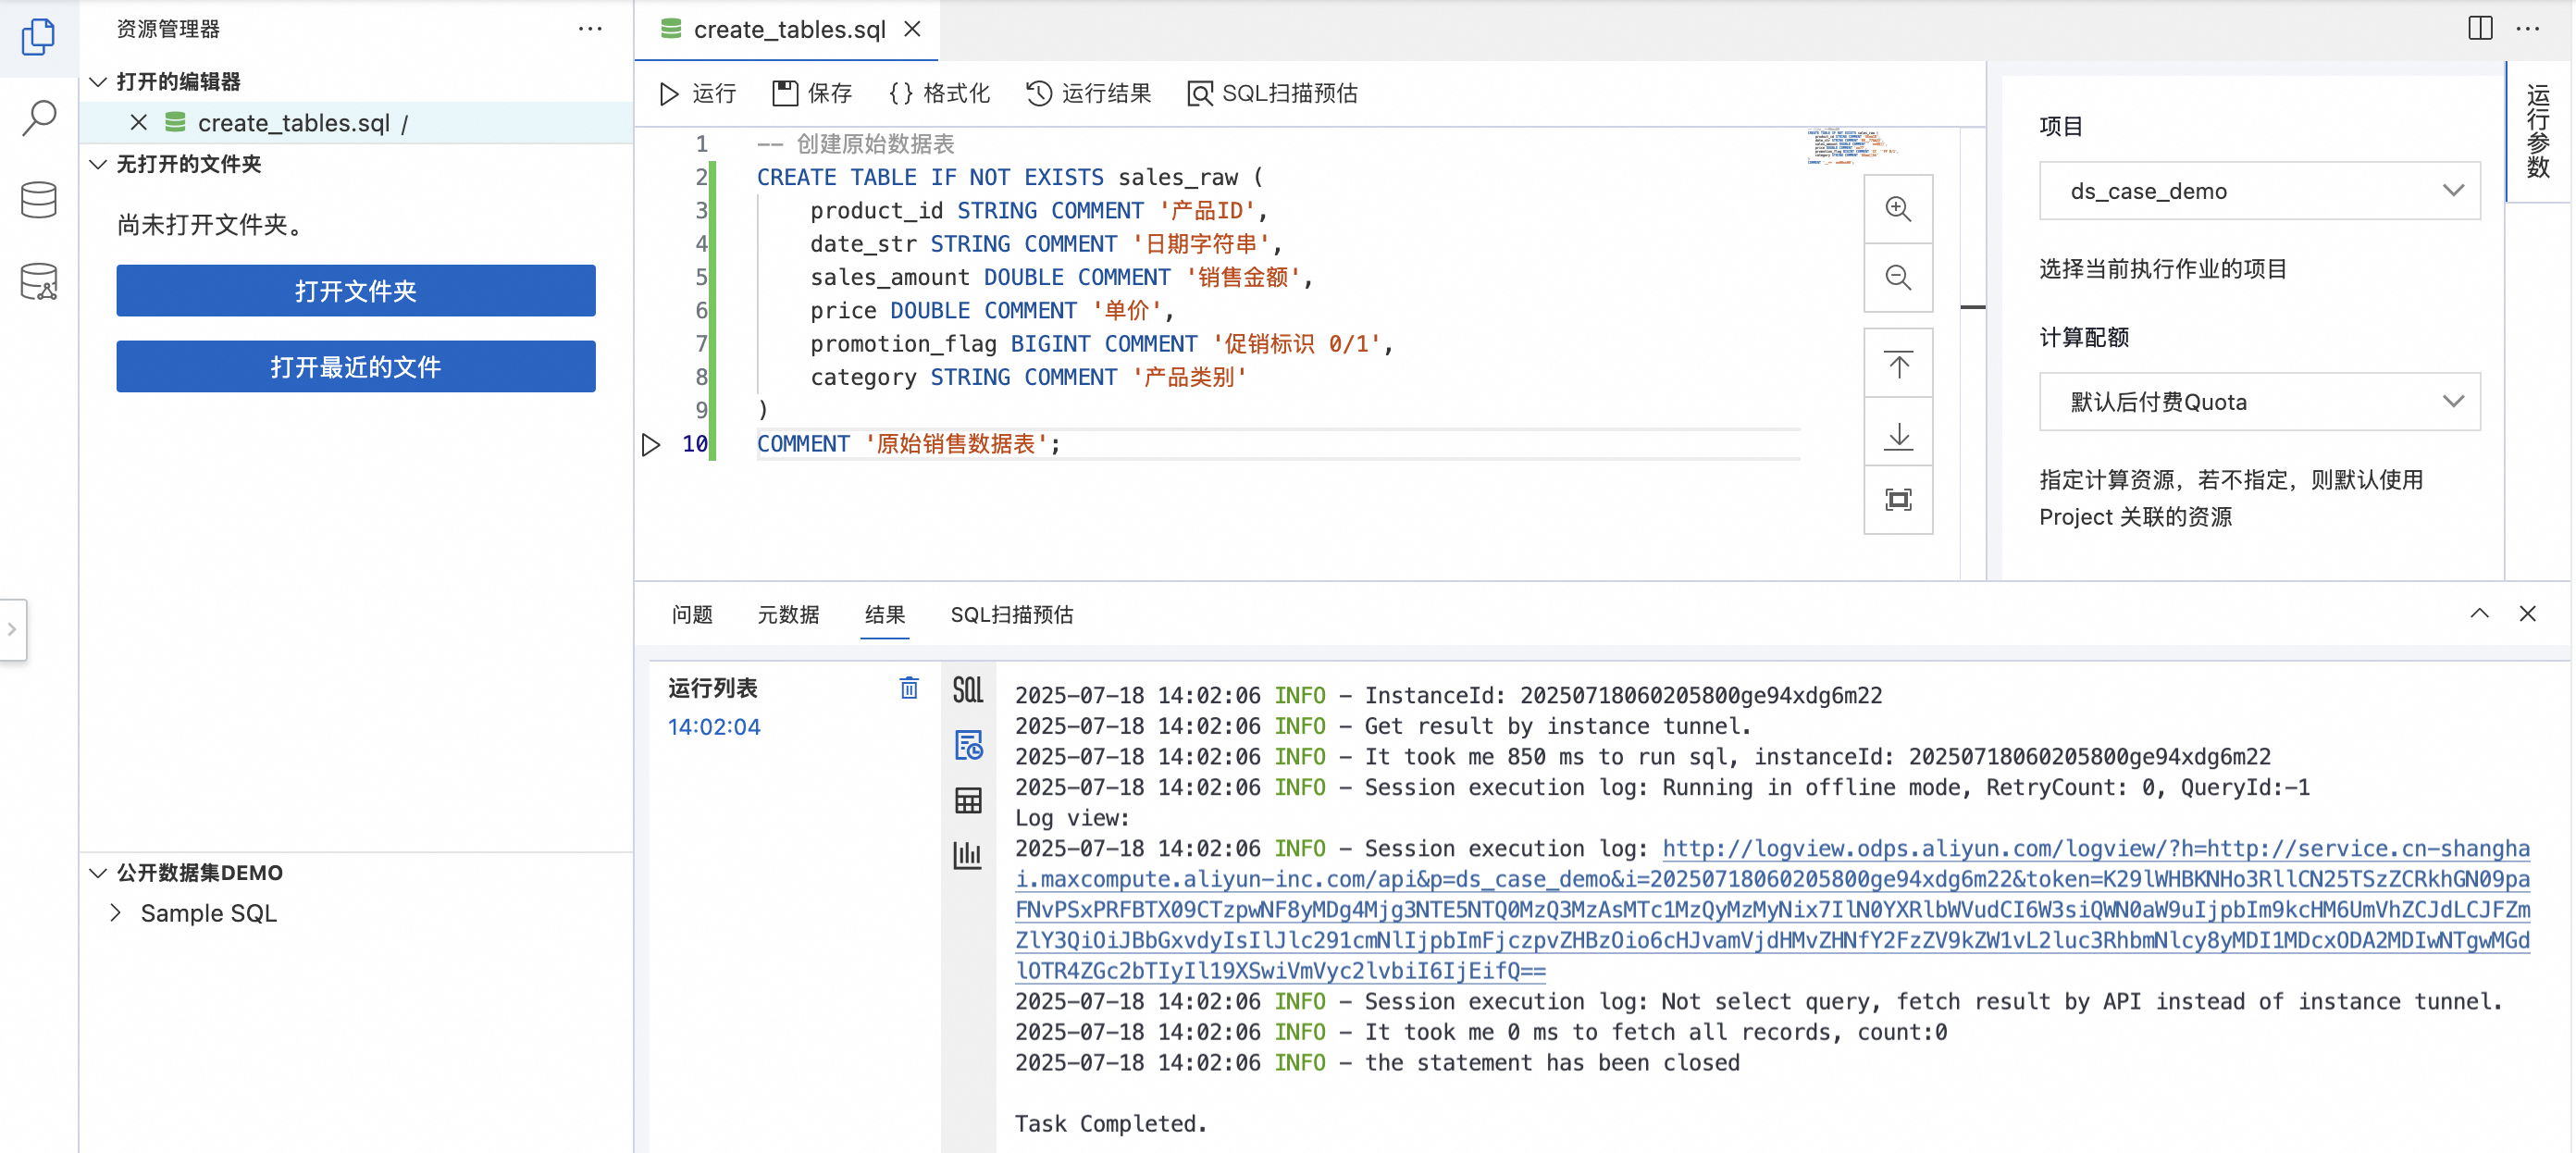 资源管理器
打开的编辑器
create_tables.sql /
无打开的文件夹
尚未打开文件夹。
打开文件夹
打开最近的文件
公开数据集DEMO
Sample SQL
create_tables.sql
运行 保存 {} 格式化 运行结果 SQL扫描预估
1 -- 创建原始数据表
2 CREATE TABLE IF NOT EXISTS sales_raw (
3 product_id STRING COMMENT '产品ID',
4 date_str STRING COMMENT '日期字符串',
5 sales_amount DOUBLE COMMENT '销售金额',
6 price DOUBLE COMMENT '单价',
7 promotion_flag BIGINT COMMENT '促销标识 0/1',
8 category STRING COMMENT '产品类别'
9 )
10 COMMENT '原始销售数据表';
项目
ds_case_demo
选择当前执行作业的项目
计算配额
默认后付费Quota
指定计算资源，若不指定，则默认使用
Project 关联的资源
运行参数
问题 元数据 结果 SQL扫描预估
运行列表
14:02:04
SQL
2025-07-18 14:02:06 INFO - InstanceId: 20250718060205800ge94xdg6m22
2025-07-18 14:02:06 INFO - Get result by instance tunnel.
2025-07-18 14:02:06 INFO - It took me 850 ms to run sql, instanceId: 20250718060205800ge94xdg6m22
2025-07-18 14:02:06 INFO - Session execution log: Running in offline mode, RetryCount: 0, QueryId:-1
Log view:
2025-07-18 14:02:06 INFO - Session execution log: http://logview.odps.aliyun.com/logview/?h=http://service.cn-shangha
i.maxcompute.aliyun-inc.com/api&p=ds_case_demo&i=20250718060205800ge94xdg6m22&token=K29lWHBKNHo3RllCN25TSzZCRkhGN09pa
FNvPSxPRFBTX09CTzpwNF8yMDg4Mjg3NTE5NTQ0MzQ3MzAsMTc1MzQyMzMyNix7IlN0YXRlbWVudCI6W3siQWN0aW9uIjpbIm9kcHM6UmVhZCJdLCJFZm
ZlY3QiOiJBbGxvdyIsIlJlc291cmNlIjpbImFjczpvZHBzOio6cHJvamVjdHMvZHNfY2FzZV9kZW1vL2luc3RhbmNlcy8yMDI1MDcxODA2MDIwNTgwMGd
lOTR4ZGc2bTIyIl19XSwiVmVyc2lvbiI6IjEifQ==
2025-07-18 14:02:06 INFO - Session execution log: Not select query, fetch result by API instead of instance tunnel.
2025-07-18 14:02:06 INFO - It took me 0 ms to fetch all records, count:0
2025-07-18 14:02:06 INFO - the statement has been closed
Task Completed.